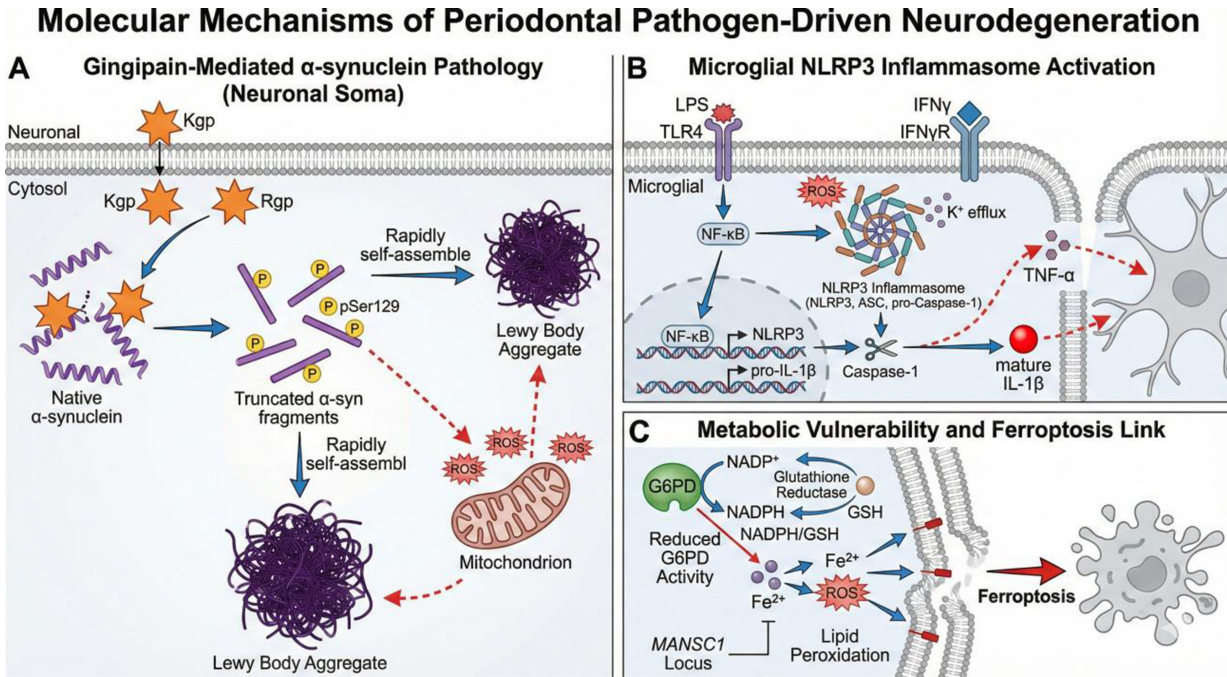 Molecular Mechanisms of Periodontal Pathogen-Driven Neurodegeneration
A
Gingipain-Mediated α-synuclein Pathology
(Neuronal Soma)
Kgp
Neuronal
Cytosol
Kgp
Rgp
Rapidly
self-assemble
P
P
P
pSer129
P
P
P
Lewy Body
Aggregate
Native
α-synuclein
Truncated α-syn
fragments
Rapidly
self-assembl
ROS
ROS
ROS
Mitochondrion
Lewy Body Aggregate
B
Microglial NLRP3 Inflammasome Activation
LPS
TLR4
IFNγ
IFNγR
Microglial
ROS
K⁺ efflux
NF-κB
NLRP3 Inflammasome
(NLRP3, ASC, pro-Caspase-1)
TNF-α
NF-κB
NLRP3
pro-IL-1β
Caspase-1
mature
IL-1β
C
Metabolic Vulnerability and Ferroptosis Link
G6PD
NADP⁺
Glutathione
Reductase
NADPH
GSH
NADPH/GSH
Reduced
G6PD
Activity
Fe²⁺
Fe²⁺
ROS
Ferroptosis
MANSC1
Locus
Lipid
Peroxidation